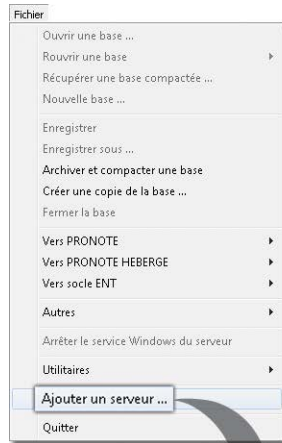 Fichier
Ouvrir une base ...
Rouvrir une base
Récupérer une base compactée ...
Nouvelle base ...
Enregistrer
Enregistrer sous ...
Archiver et compacter une base
Créer une copie de la base ...
Fermer la base
Vers PRONOTE
Vers PRONOTE HEBERGE
Vers socle ENT
Autres
Arrêter le service Windows du serveur
Utilitaires
Ajouter un serveur ...
Quitter